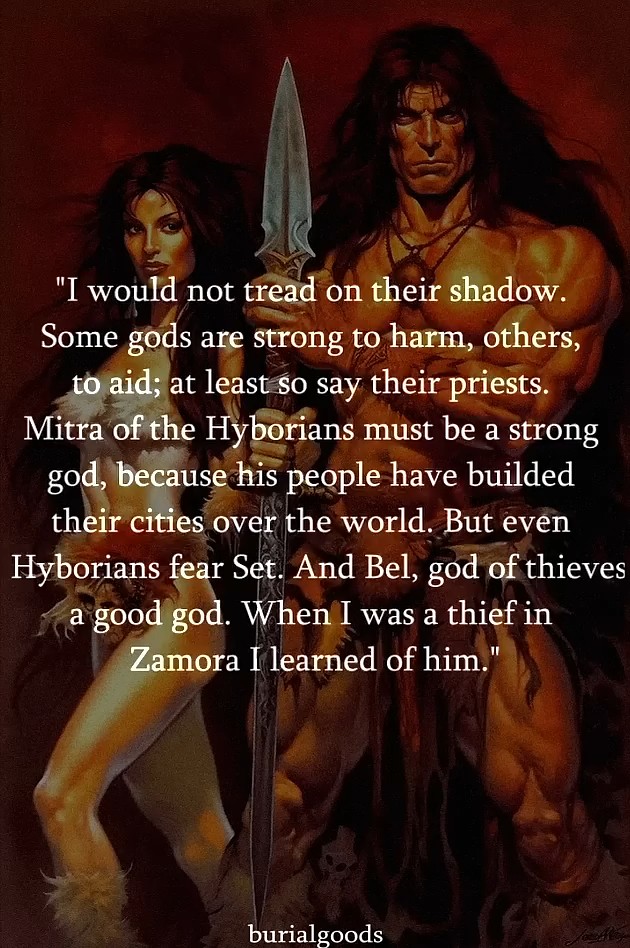 "I would not tread on their shadow.
Some gods are strong to harm, others,
to aid; at least so say their priests.
Mitra of the Hyborians must be a strong
god, because his people have builded
their cities over the world. But even
Hyborians fear Set. And Bel, god of thieves
a good god. When I was a thief in
Zamora I learned of him."
burialgoods